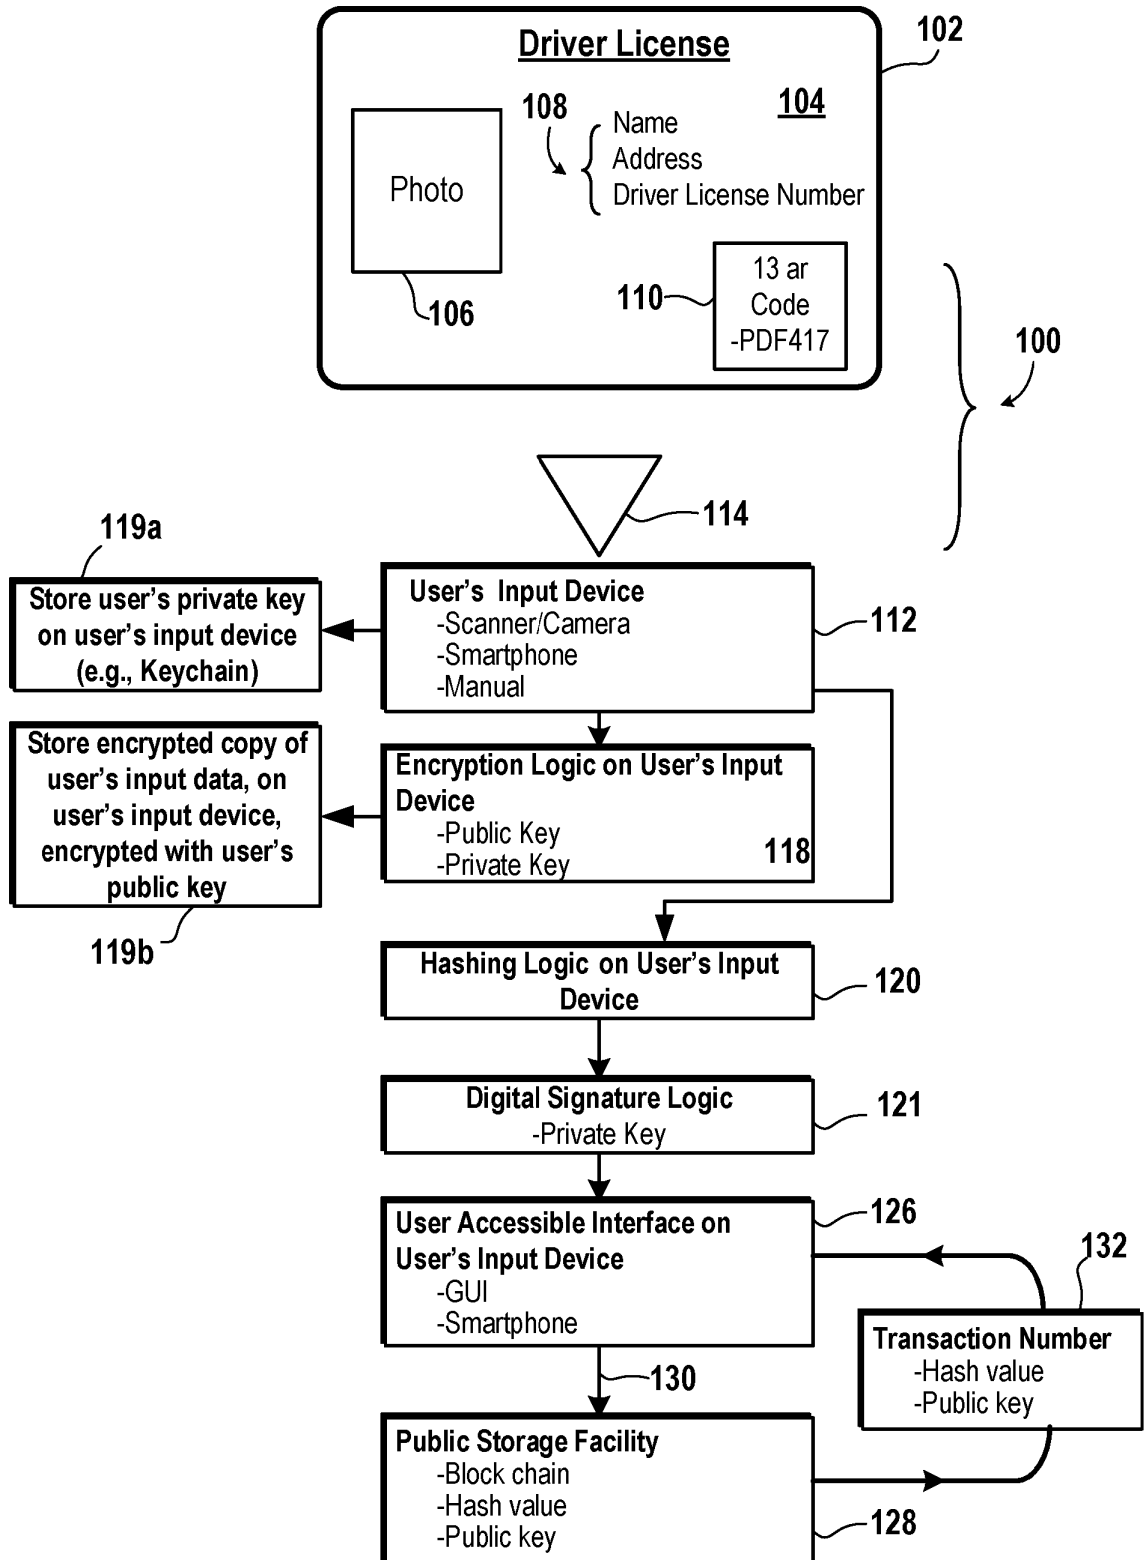 Driver License
102
104
108
Name
Address
Driver License Number
Photo
106
110
13 ar
Code
-PDF417
100
114
119a
Store user's private key
on user's input device
(e.g., Keychain)
User's Input Device
-Scanner/Camera
-Smartphone
-Manual
112
Store encrypted copy of
user's input data, on
user's input device,
encrypted with user's
public key
119b
Encryption Logic on User's Input
Device
-Public Key
-Private Key
118
Hashing Logic on User's Input
Device
120
Digital Signature Logic
-Private Key
121
User Accessible Interface on
User's Input Device
-GUI
-Smartphone
126
132
Transaction Number
-Hash value
-Public key
130
Public Storage Facility
-Block chain
-Hash value
-Public key
128